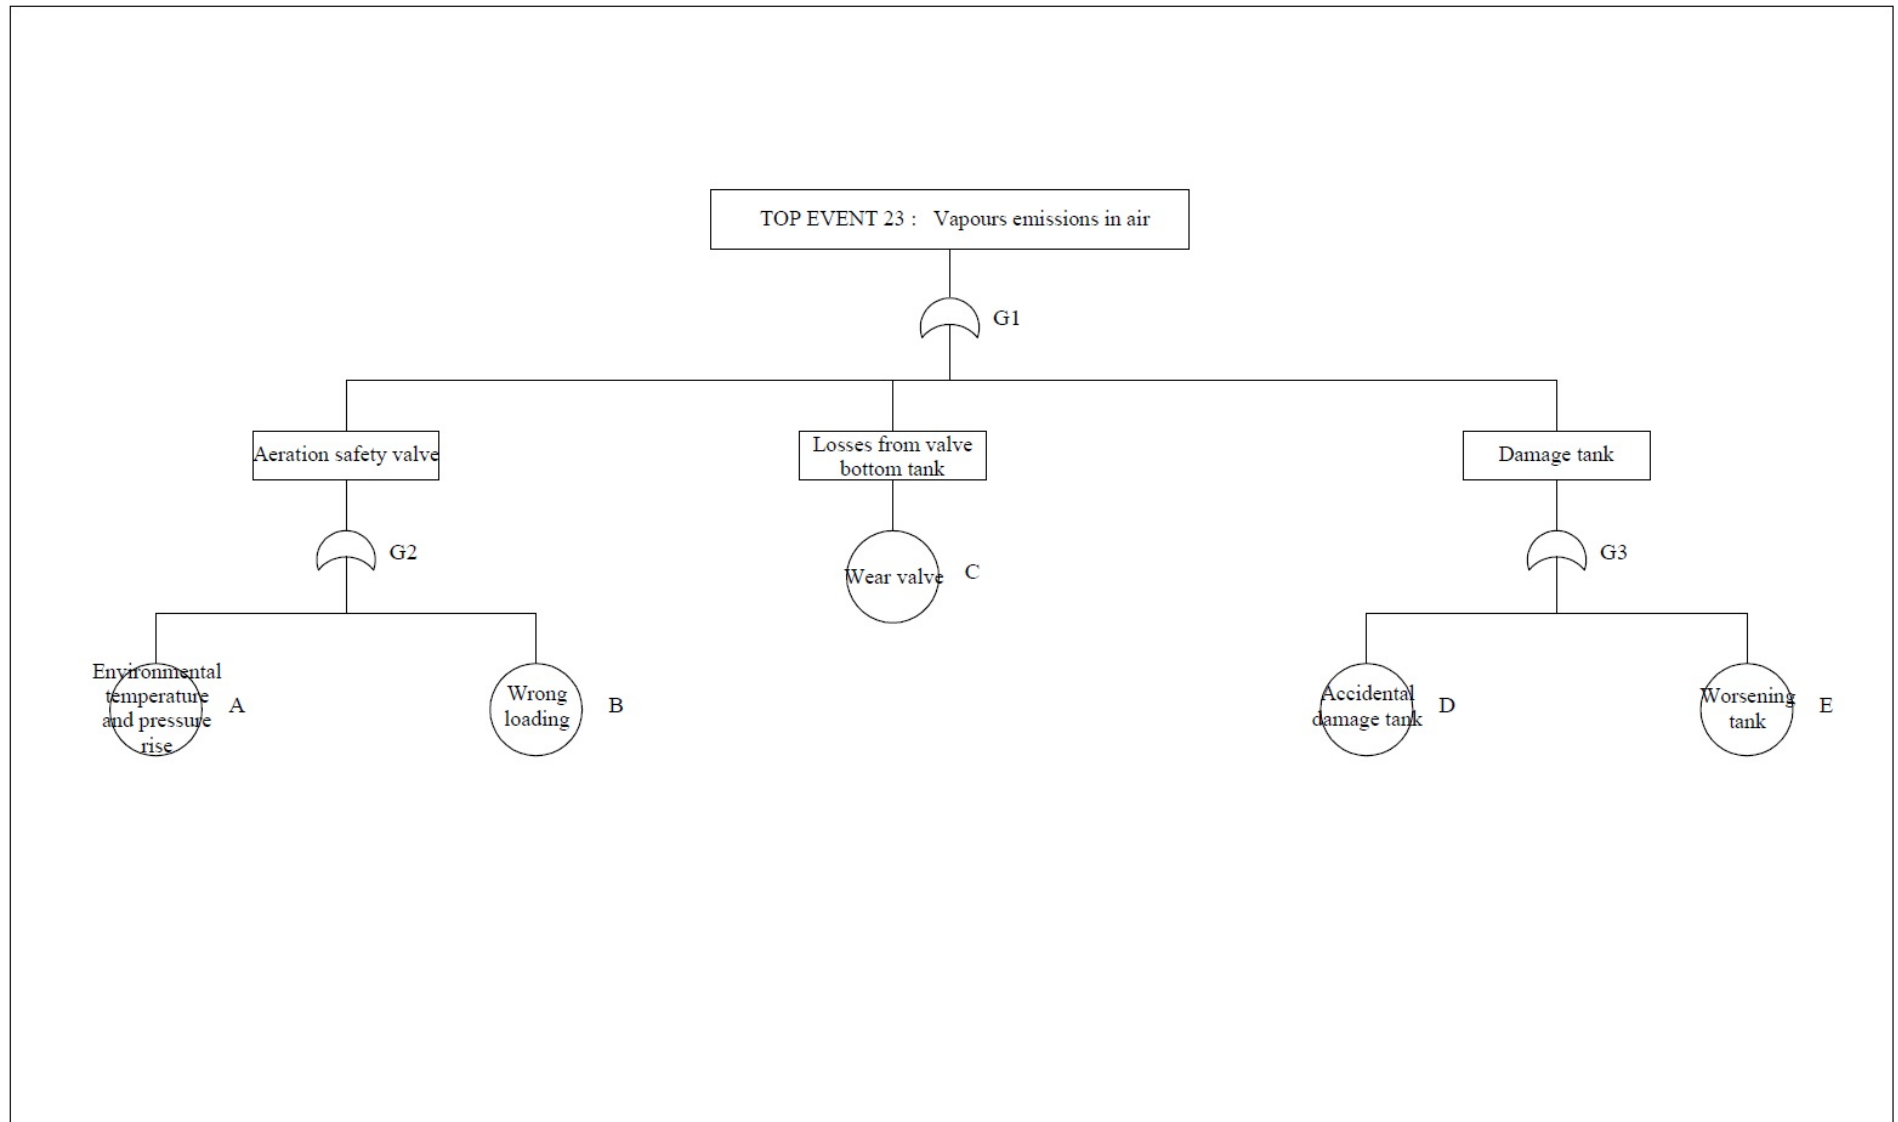 TOP EVENT 23 : Vapours emissions in air
G1
Aeration safety valve
Losses from valve
bottom tank
Damage tank
G2
G3
Wear valve
C
Environmental
temperature
and pressure
rise
A
Wrong
loading
B
Accidental
damage tank
D
Worsening
tank
E